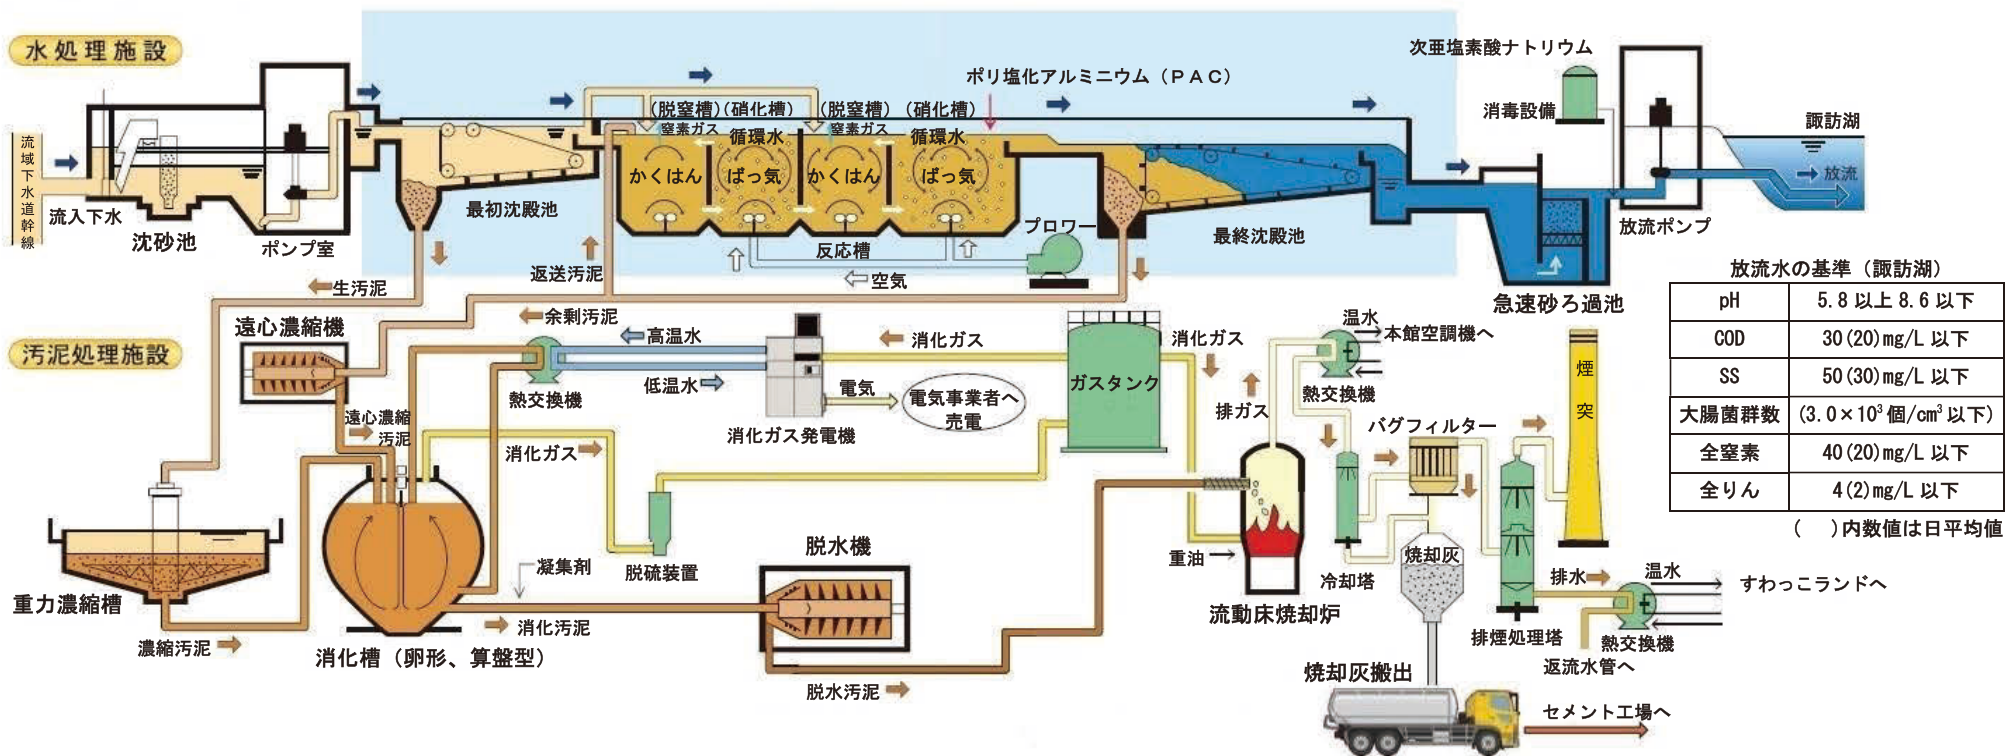 水処理施設
流域下水道幹線
流入下水
沈砂池
ポンプ室
最初沈殿池
(脱窒槽)
(硝化槽)
(脱窒槽)
(硝化槽)
窒素ガス
循環水
窒素ガス
循環水
かくはん
ばっ気
かくはん
ばっ気
ポリ塩化アルミニウム(PAC)
反応槽
ブロワー
空気
返送汚泥
生汚泥
余剰汚泥
最終沈殿池
次亜塩素酸ナトリウム
消毒設備
急速砂ろ過池
放流ポンプ
諏訪湖
放流
放流水の基準(諏訪湖)
pH 5.8以上8.6以下
COD 30(20)mg/L以下
SS 50(30)mg/L以下
大腸菌群数 (3.0×10³個/cm³以下)
全窒素 40(20)mg/L以下
全りん 4(2)mg/L以下
( )内数値は日平均値
汚泥処理施設
遠心濃縮機
遠心濃縮
汚泥
重力濃縮槽
濃縮汚泥
消化槽(卵形、算盤型)
消化汚泥
凝集剤
熱交換機
高温水
低温水
消化ガス発電機
電気
電気事業者へ
売電
消化ガス
消化ガス
脱硫装置
ガスタンク
消化ガス
脱水機
脱水汚泥
重油
流動床焼却炉
排ガス
温水
本館空調機へ
熱交換機
冷却塔
バグフィルター
焼却灰
焼却灰搬出
セメント工場へ
煙突
排煙処理塔
排水
温水
すわっこランドへ
熱交換機
返流水管へ